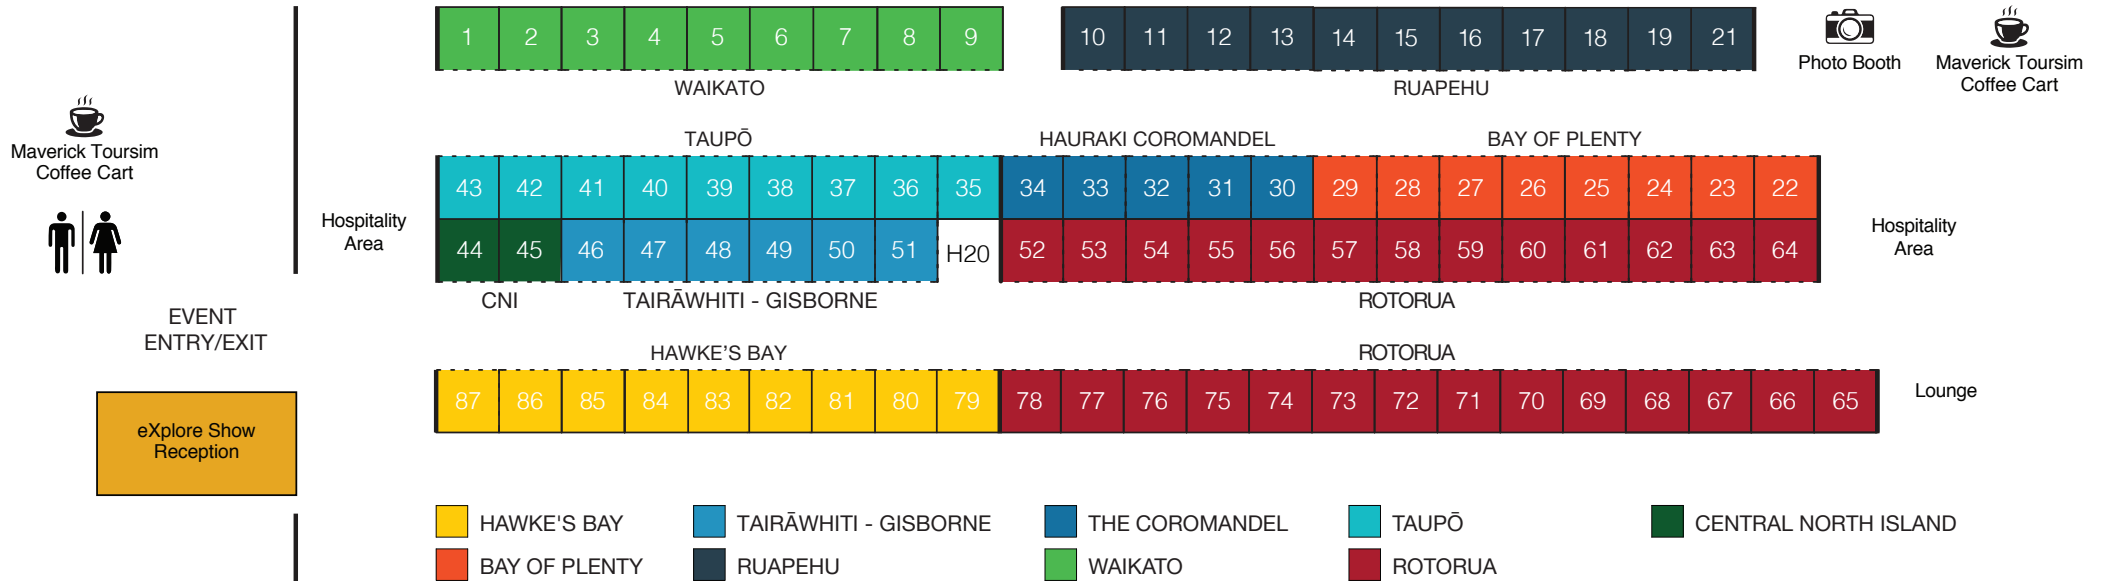 1 2 3 4 5 6 7 8 9 10 11 12 13 14 15 16 17 18 19 21
WAIKATO
RUAPEHU
Photo Booth
Maverick Toursim
Coffee Cart
Maverick Toursim
Coffee Cart
TAUPŌ
HAURAKI COROMANDEL
BAY OF PLENTY
43 42 41 40 39 38 37 36 35 34 33 32 31 30 29 28 27 26 25 24 23 22
Hospitality
Area
44 45 46 47 48 49 50 51 H20 52 53 54 55 56 57 58 59 60 61 62 63 64
Hospitality
Area
CNI
TAIRĀWHITI - GISBORNE
ROTORUA
EVENT
ENTRY/EXIT
HAWKE’S BAY
ROTORUA
87 86 85 84 83 82 81 80 79 78 77 76 75 74 73 72 71 70 69 68 67 66 65
Lounge
eXplore Show
Reception
HAWKE'S BAY
TAIRĀWHITI - GISBORNE
THE COROMANDEL
TAUPŌ
CENTRAL NORTH ISLAND
BAY OF PLENTY
RUAPEHU
WAIKATO
ROTORUA